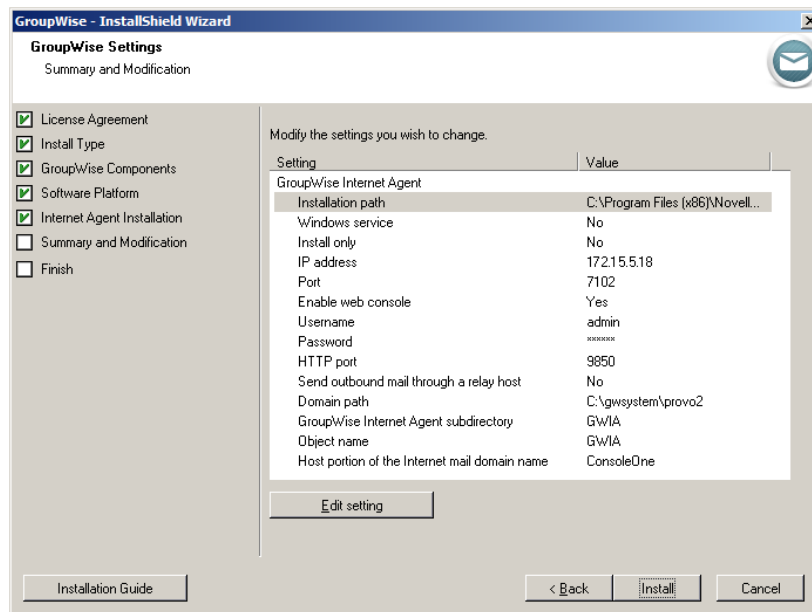 GroupWise - InstallShield Wizard
GroupWise Settings
Summary and Modification
License Agreement
Install Type
GroupWise Components
Software Platform
Internet Agent Installation
Summary and Modification
Finish
Modify the settings you wish to change.
Setting Value
GroupWise Internet Agent
Installation path C:\Program Files (x86)\Novell...
Windows service No
Install only No
IP address 172.15.5.18
Port 7102
Enable web console Yes
Username admin
Password ******
HTTP port 9850
Send outbound mail through a relay host No
Domain path C:\gwsystem\provo2
GroupWise Internet Agent subdirectory GWIA
Object name GWIA
Host portion of the Internet mail domain name ConsoleOne
Edit setting
Installation Guide < Back Install Cancel